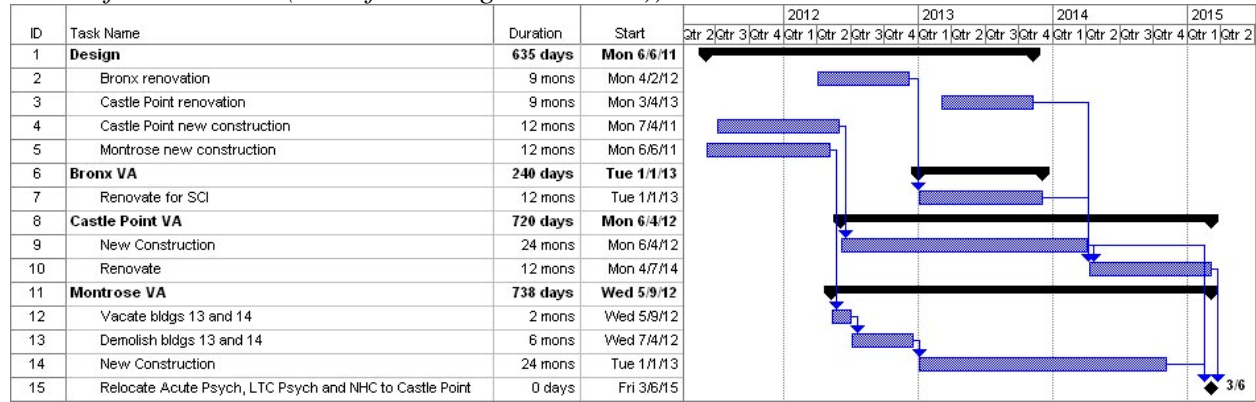 2012 2013 2014 2015
ID Task Name Duration Start Qtr 2 Qtr 3 Qtr 4 Qtr 1 Qtr 2 Qtr 3 Qtr 4 Qtr 1 Qtr 2 Qtr 3 Qtr 4 Qtr 1 Qtr 2 Qtr 3 Qtr 4 Qtr 1 Qtr 2
1 Design 635 days Mon 6/6/11
2 Bronx renovation 9 mons Mon 4/2/12
3 Castle Point renovation 9 mons Mon 3/4/13
4 Castle Point new construction 12 mons Mon 7/4/11
5 Montrose new construction 12 mons Mon 6/6/11
6 Bronx VA 240 days Tue 1/1/13
7 Renovate for SCI 12 mons Tue 1/1/13
8 Castle Point VA 720 days Mon 6/4/12
9 New Construction 24 mons Mon 6/4/12
10 Renovate 12 mons Mon 4/7/14
11 Montrose VA 738 days Wed 5/9/12
12 Vacate bldgs 13 and 14 2 mons Wed 5/9/12
13 Demolish bldgs 13 and 14 6 mons Wed 7/4/12
14 New Construction 24 mons Tue 1/1/13
15 Relocate Acute Psych, LTC Psych and NHC to Castle Point 0 days Fri 3/6/15 3/6